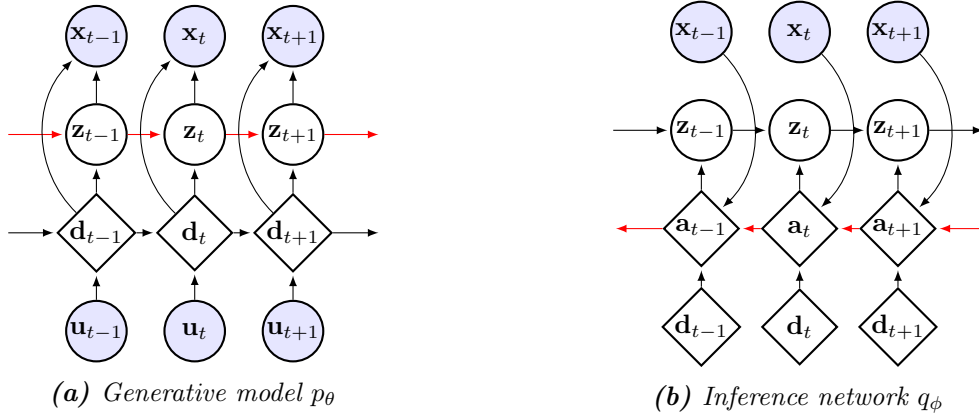 x_{t−1} x_t x_{t+1} x_{t−1} x_t x_{t+1}
z_{t−1} z_t z_{t+1} z_{t−1} z_t z_{t+1}
d_{t−1} d_t d_{t+1} a_{t−1} a_t a_{t+1}
u_{t−1} u_t u_{t+1} d_{t−1} d_t d_{t+1}
(a) Generative model p_θ
(b) Inference network q_ϕ